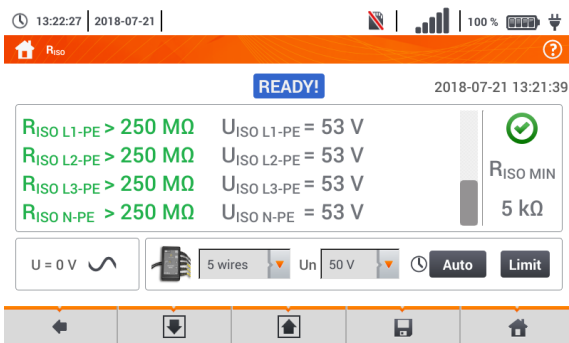 13:22:27 2018-07-21 100 %
RISO ?
READY! 2018-07-21 13:21:39
RISO L1-PE > 250 MΩ UISO L1-PE = 53 V
RISO L2-PE > 250 MΩ UISO L2-PE = 53 V
RISO L3-PE > 250 MΩ UISO L3-PE = 53 V
RISO N-PE > 250 MΩ UISO N-PE = 53 V
RISO MIN
5 kΩ
U = 0 V 5 wires Un 50 V Auto Limit